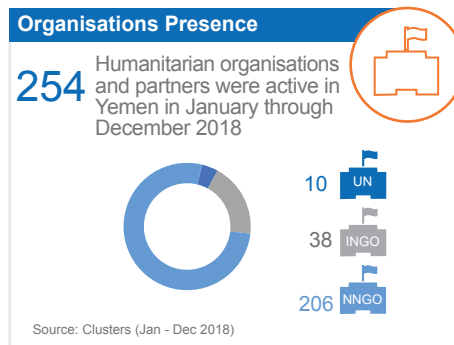 Organisations Presence
254
Humanitarian organisations
and partners were active in
Yemen in January through
December 2018
10 UN
38 INGO
206 NNGO
Source: Clusters (Jan - Dec 2018)